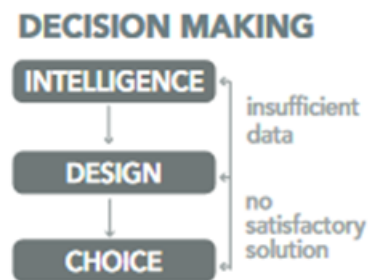 DECISION MAKING
INTELLIGENCE
insufficient
data
DESIGN
no
satisfactory
solution
CHOICE